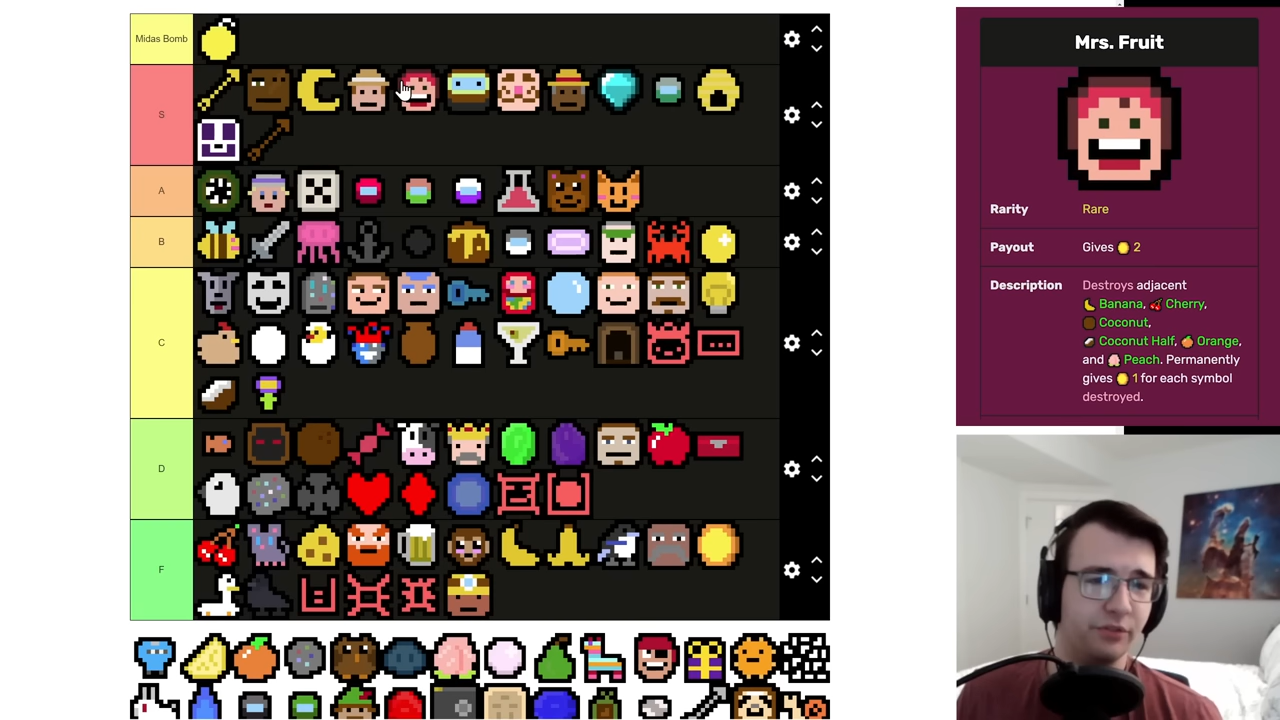 Midas Bomb
S
A
B
C
D
F
Mrs. Fruit
Rarity Rare
Payout Gives 2
Description Destroys adjacent
Banana, Cherry,
Coconut,
Coconut Half, Orange,
and Peach. Permanently
gives 1 for each symbol
destroyed.